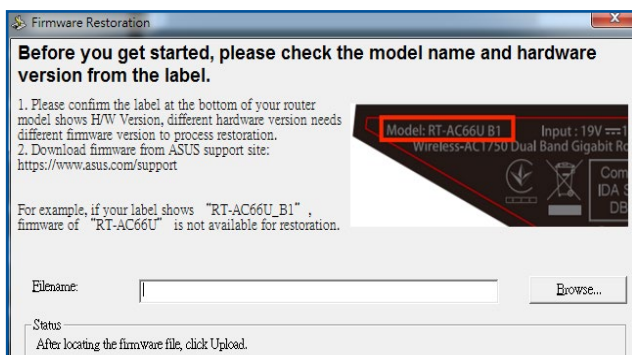 Firmware Restoration
Before you get started, please check the model name and hardware
version from the label.
1. Please confirm the label at the bottom of your router
model shows H/W Version, different hardware version needs
different firmware version to process restoration.
2. Download firmware from ASUS support site:
https://www.asus.com/support
For example, if your label shows “RT-AC66U_B1”,
firmware of “RT-AC66U” is not available for restoration.
Model: RT-AC66U B1
Input : 19V
Wireless-AC1750 Dual Band Gigabit
Com
IDA S
DB
Filename:
Browse...
Status
After locating the firmware file, click Upload.